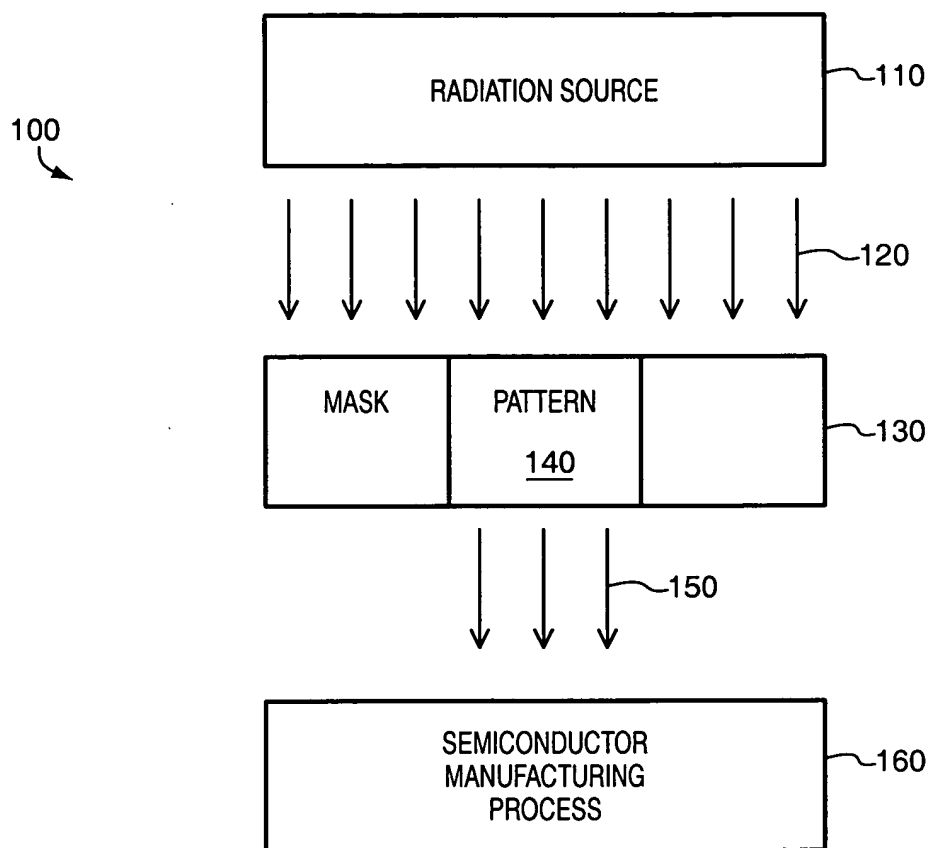 RADIATION SOURCE
110
100
120
MASK
PATTERN
140
130
150
SEMICONDUCTOR
MANUFACTURING
PROCESS
160